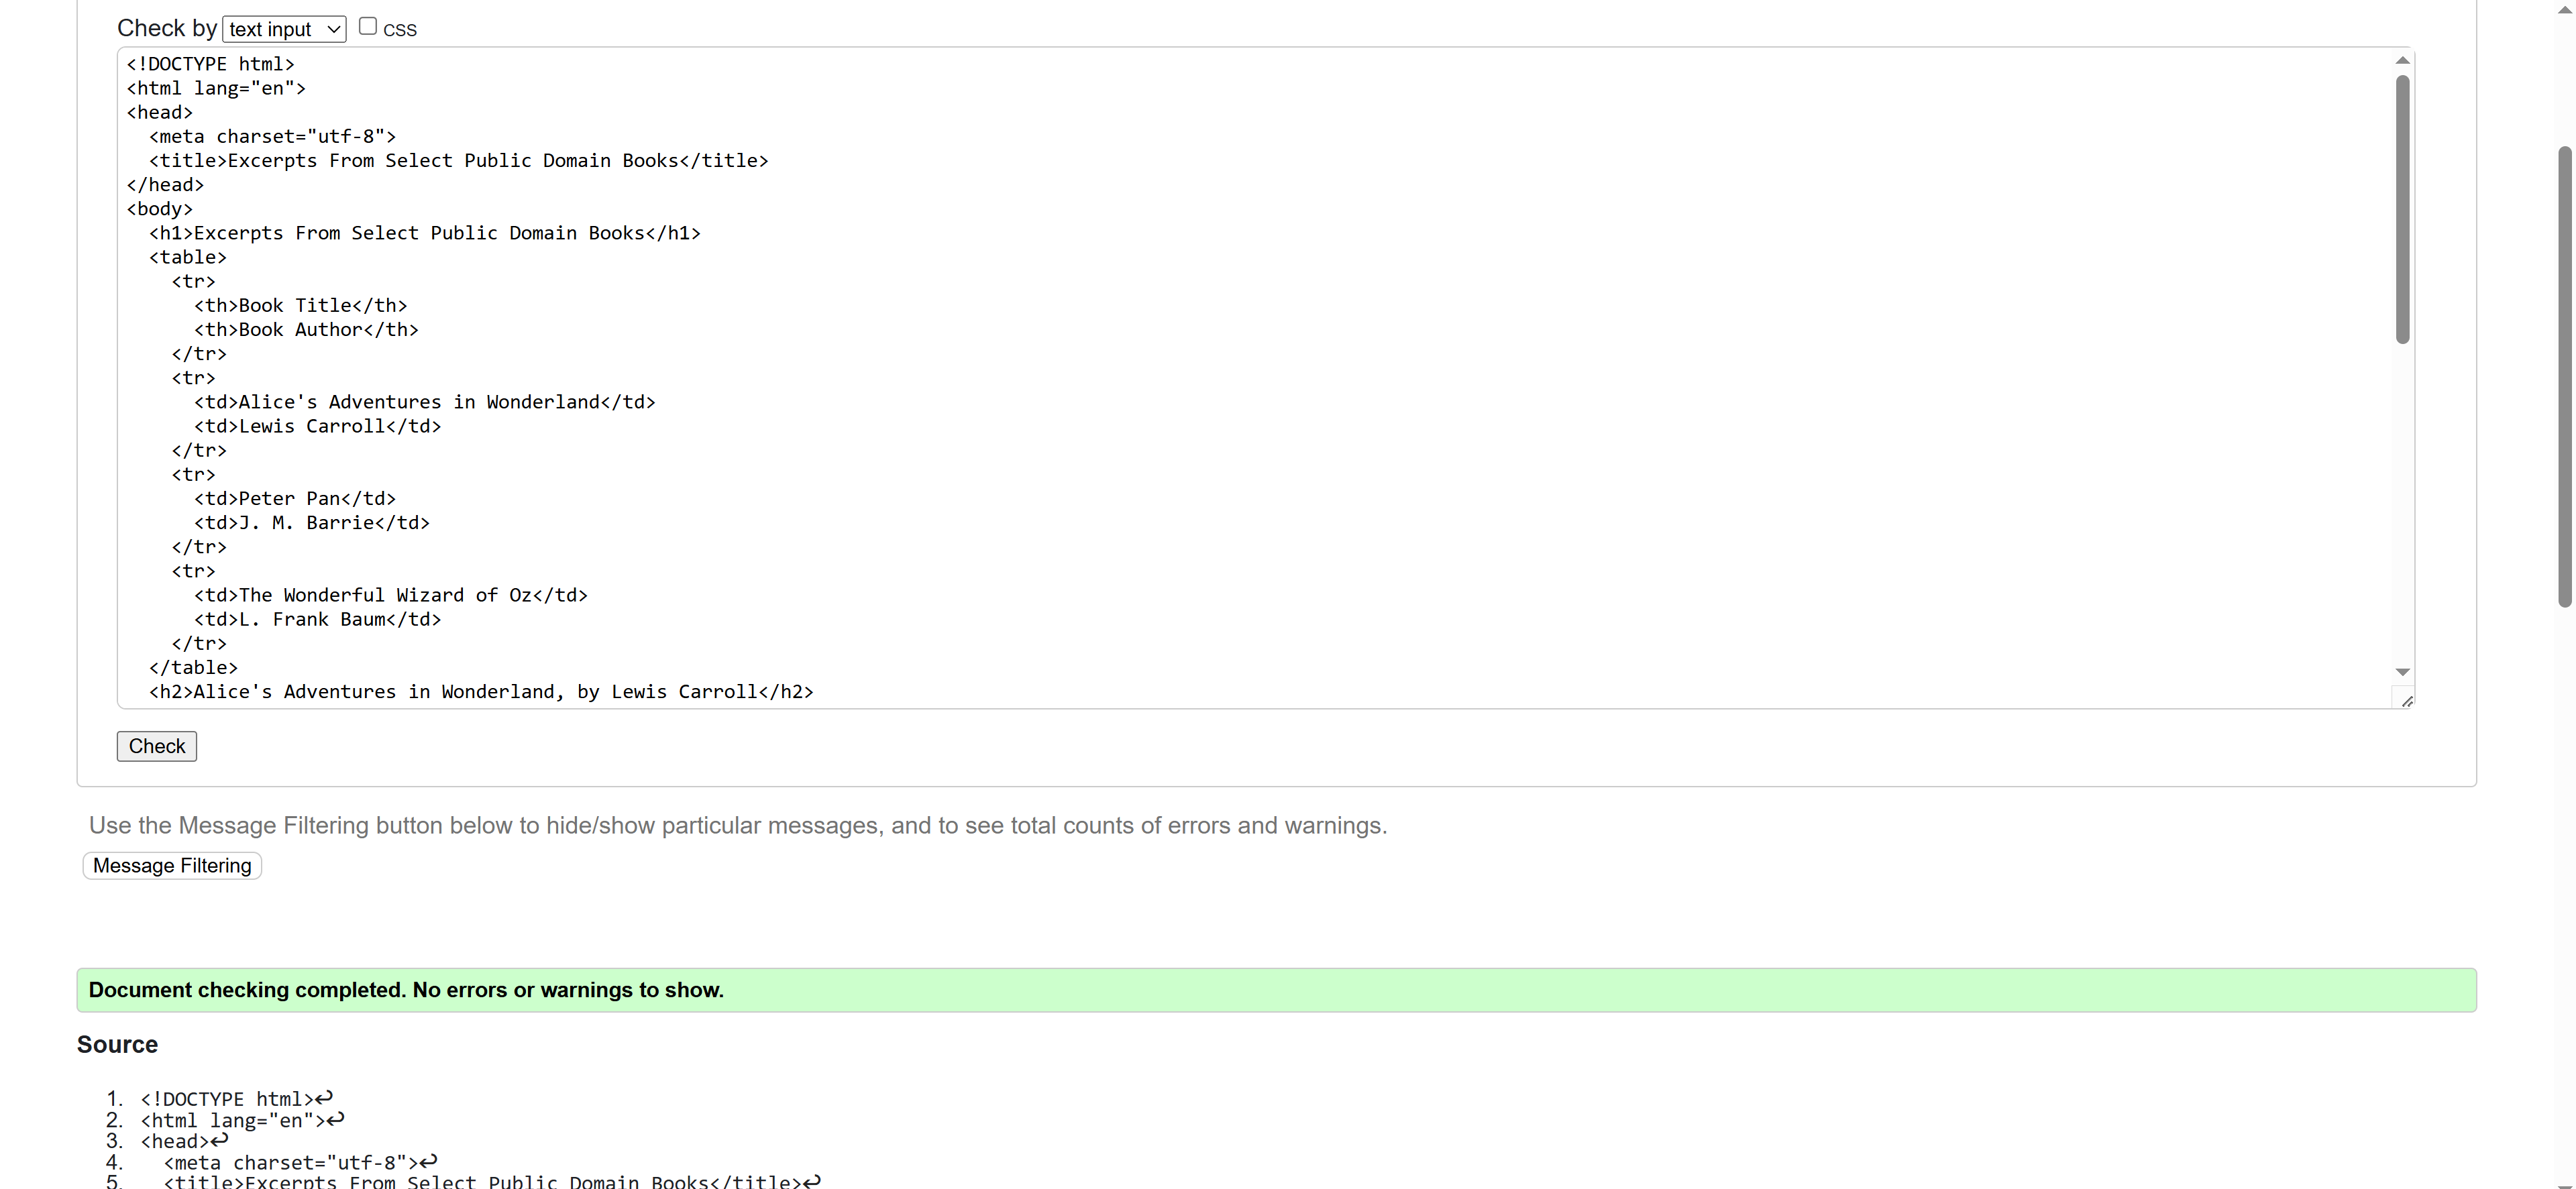 Check by text input CSS
<!DOCTYPE html>
<html lang="en">
<head>
  <meta charset="utf-8">
  <title>Excerpts From Select Public Domain Books</title>
</head>
<body>
  <h1>Excerpts From Select Public Domain Books</h1>
  <table>
    <tr>
      <th>Book Title</th>
      <th>Book Author</th>
    </tr>
    <tr>
      <td>Alice's Adventures in Wonderland</td>
      <td>Lewis Carroll</td>
    </tr>
    <tr>
      <td>Peter Pan</td>
      <td>J. M. Barrie</td>
    </tr>
    <tr>
      <td>The Wonderful Wizard of Oz</td>
      <td>L. Frank Baum</td>
    </tr>
  </table>
  <h2>Alice's Adventures in Wonderland, by Lewis Carroll</h2>
Check
Use the Message Filtering button below to hide/show particular messages, and to see total counts of errors and warnings.
Message Filtering
Document checking completed. No errors or warnings to show.
Source
1. <!DOCTYPE html>↩
2. <html lang="en">↩
3. <head>↩
4.   <meta charset="utf-8">↩
5.   <title>Excerpts From Select Public Domain Books</title>↩